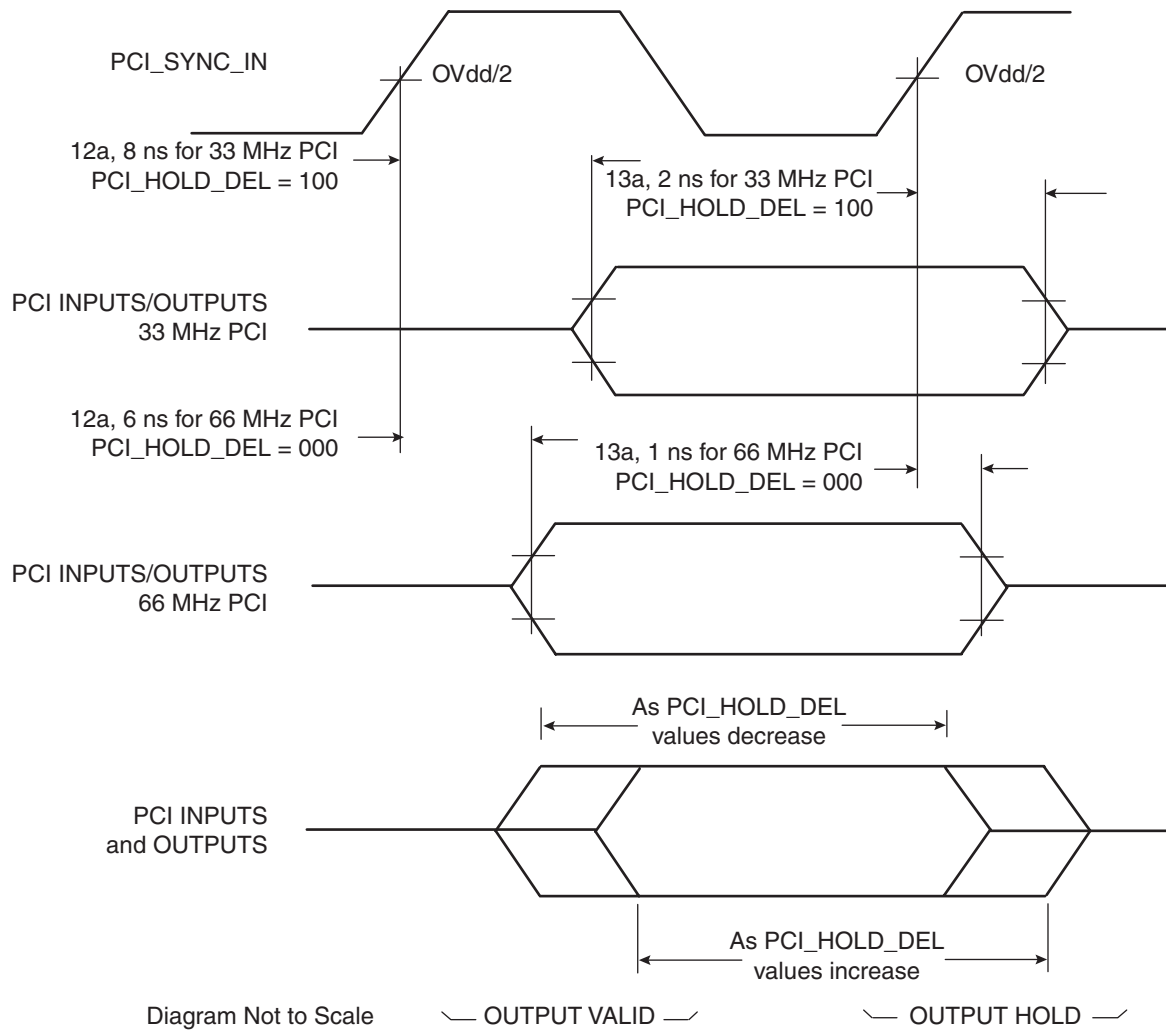 PCI_SYNC_IN
OVdd/2
OVdd/2
12a, 8 ns for 33 MHz PCI
PCI_HOLD_DEL = 100
13a, 2 ns for 33 MHz PCI
PCI_HOLD_DEL = 100
PCI INPUTS/OUTPUTS
33 MHz PCI
12a, 6 ns for 66 MHz PCI
PCI_HOLD_DEL = 000
13a, 1 ns for 66 MHz PCI
PCI_HOLD_DEL = 000
PCI INPUTS/OUTPUTS
66 MHz PCI
As PCI_HOLD_DEL
values decrease
PCI INPUTS
and OUTPUTS
As PCI_HOLD_DEL
values increase
Diagram Not to Scale
OUTPUT VALID
OUTPUT HOLD